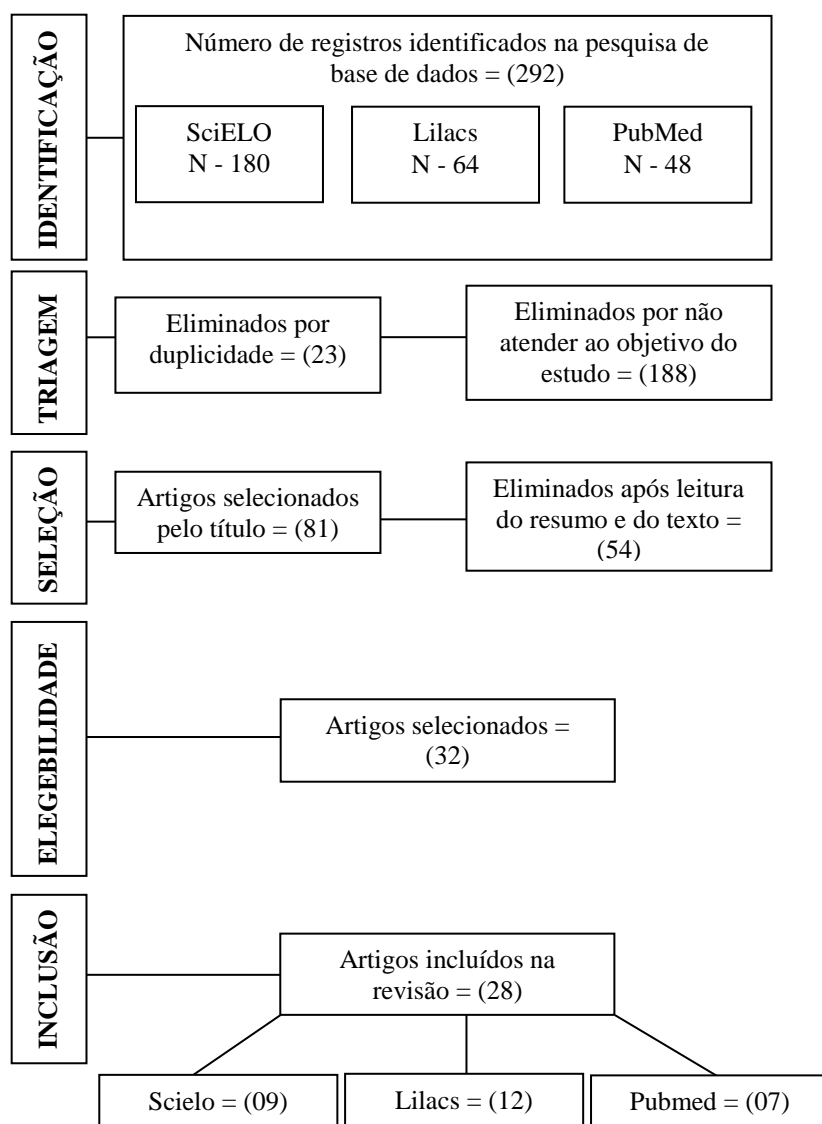 IDENTIFICAÇÃO
Número de registros identificados na pesquisa de
base de dados = (292)
SciELO
N - 180
Lilacs
N - 64
PubMed
N - 48
TRIAGEM
Eliminados por
duplicidade = (23)
Eliminados por não
atender ao objetivo do
estudo = (188)
SELEÇÃO
Artigos selecionados
pelo título = (81)
Eliminados após leitura
do resumo e do texto =
(54)
ELEGEBILIDADE
Artigos selecionados =
(32)
INCLUSÃO
Artigos incluídos na
revisão = (28)
Scielo = (09)
Lilacs = (12)
Pubmed = (07)